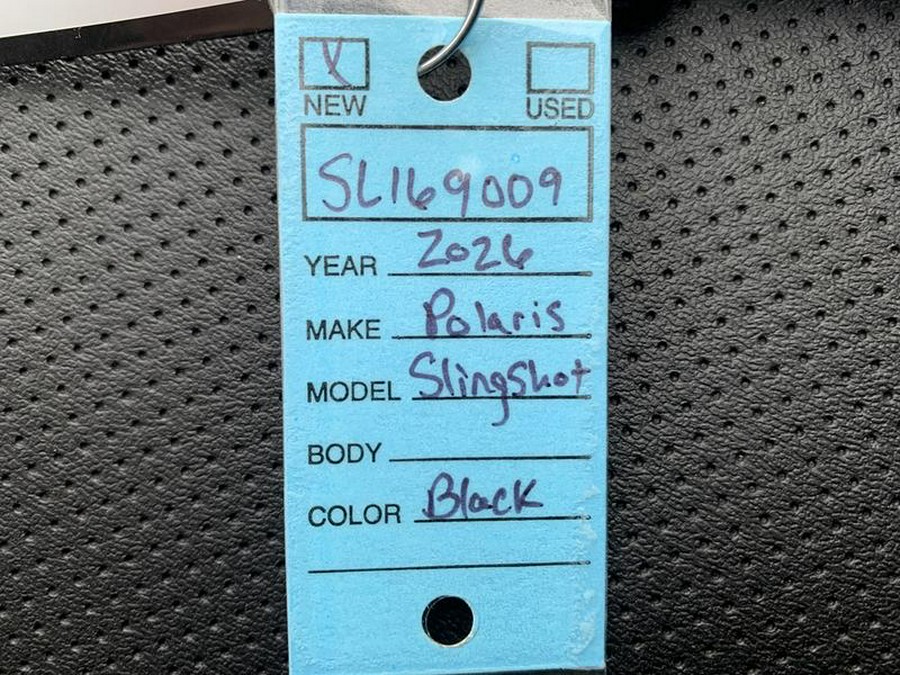 NEW USED
SL169009
YEAR 2026
MAKE Polaris
MODEL Slingshot
BODY
COLOR Black